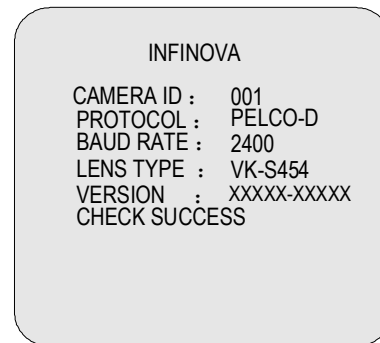 INFINOVA
CAMERA ID： 001
PROTOCOL： PELCO-D
BAUD RATE： 2400
LENS TYPE： VK-S454
VERSION ： XXXXX-XXXXX
CHECK SUCCESS